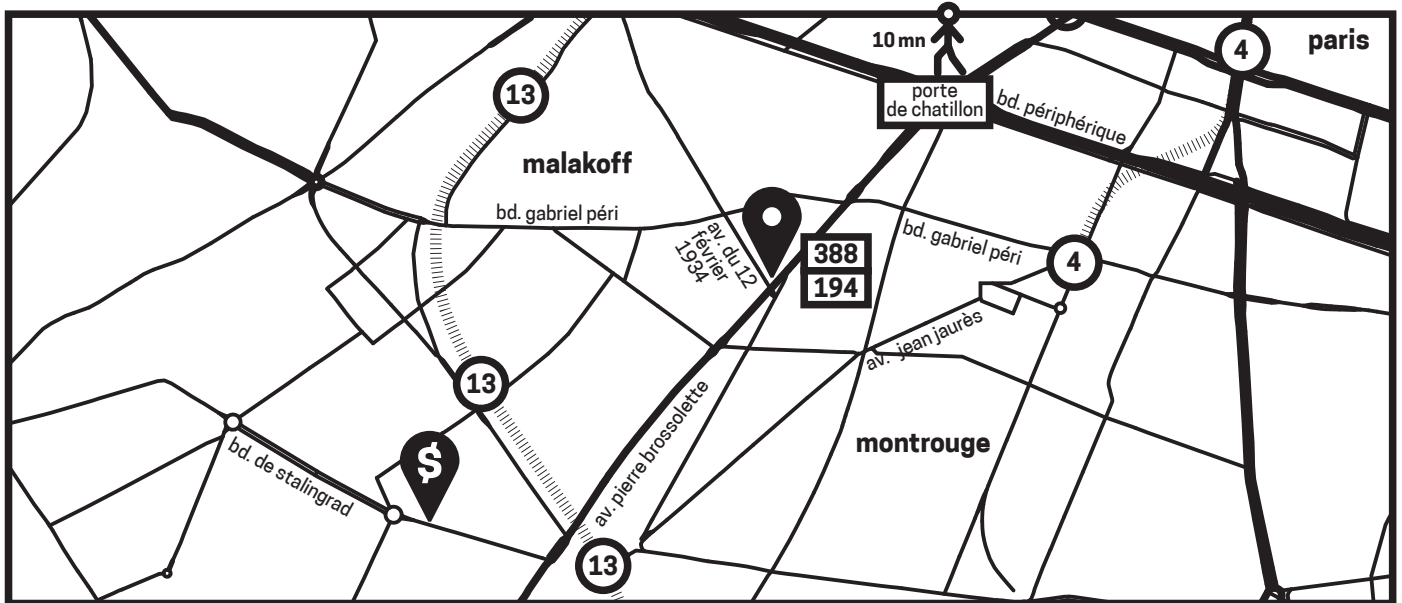 10 mn
4
paris
13
porte
de chatillon
bd. périphérique
malakoff
bd. gabriel péri
av. du 12
février
1934
388
194
bd. gabriel péri
4
av. jean jaurès
13
$
bd. de stalingrad
av. pierre brossolette
montrouge
13